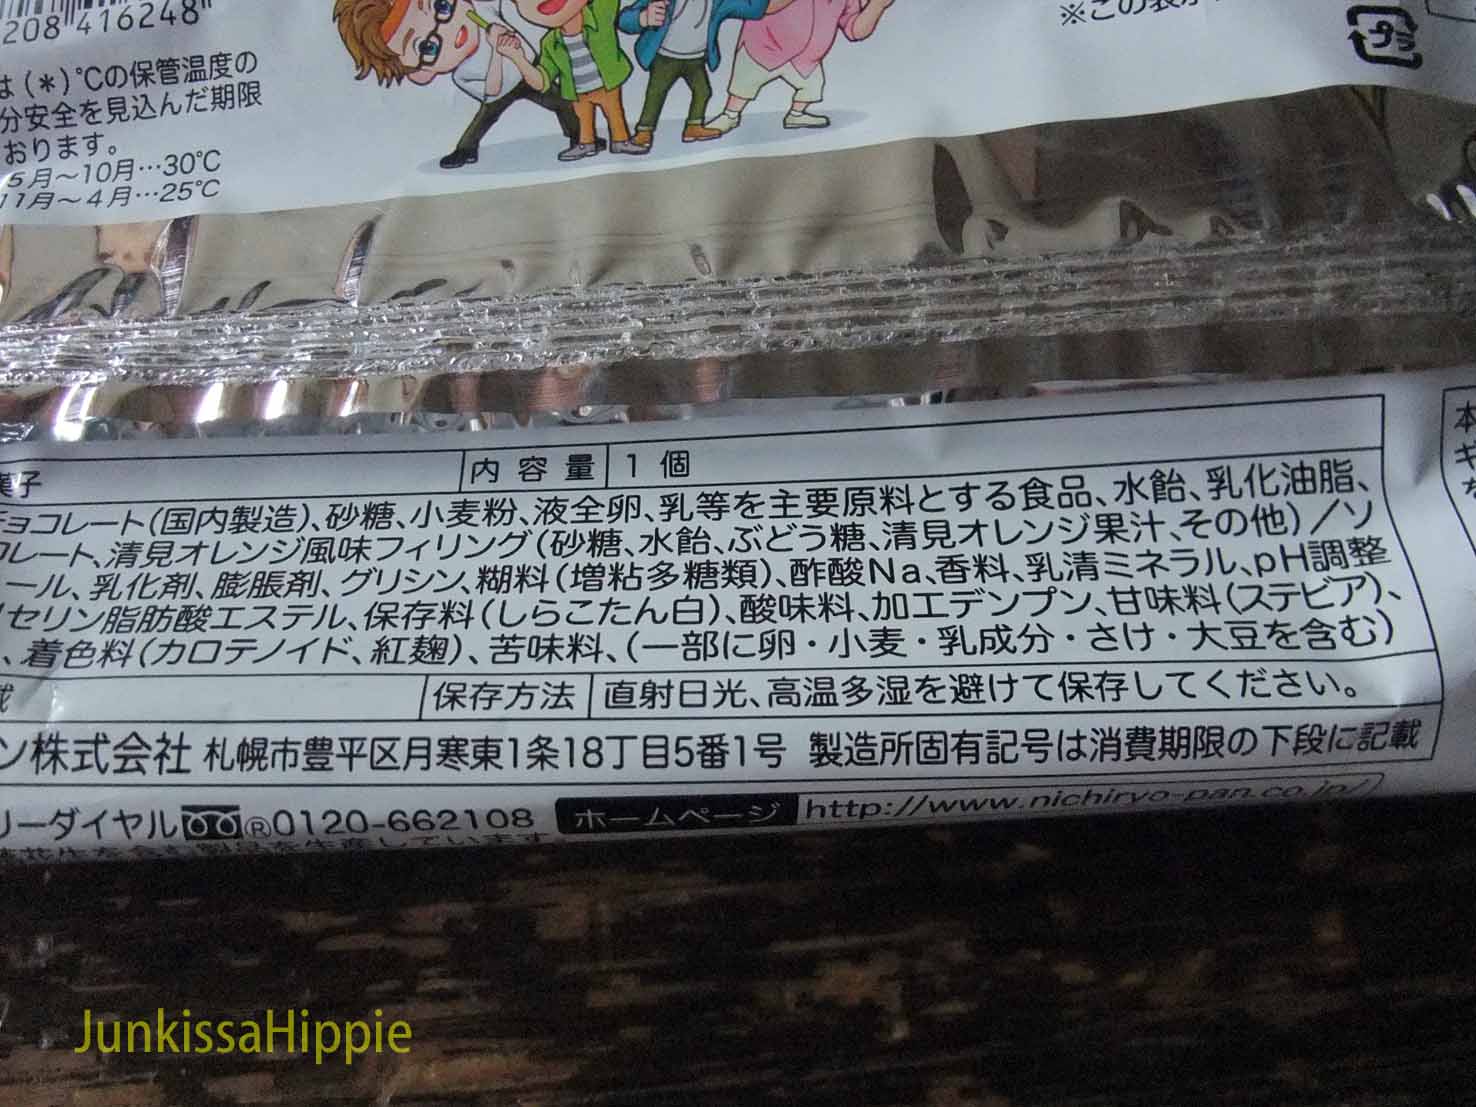 208 416248
は(*)℃の保管温度の
分安全を見込んだ期限
おります。
5月～10月…30℃
11月～4月…25℃
※この表
プラ
菓子 内容量 1個
チョコレート(国内製造)、砂糖、小麦粉、液全卵、乳等を主要原料とする食品、水飴、乳化油脂、
レート、清見オレンジ風味フィリング(砂糖、水飴、ぶどう糖、清見オレンジ果汁、その他)／ソ
ール、乳化剤、膨脹剤、グリシン、糊料(増粘多糖類)、酢酸Na、香料、乳清ミネラル、pH調整
セリン脂肪酸エステル、保存料(しらこたん白)、酸味料、加工デンプン、甘味料(ステビア)、
、着色料(カロテノイド、紅麹)、苦味料、(一部に卵・小麦・乳成分・さけ・大豆を含む)
載 保存方法 直射日光、高温多湿を避けて保存してください。
ン株式会社 札幌市豊平区月寒東1条18丁目5番1号 製造所固有記号は消費期限の下段に記載
リーダイヤル ®0120-662108 ホームページ http://www.nichiryo-pan.co.jp/
本
キ
JunkissaHippie